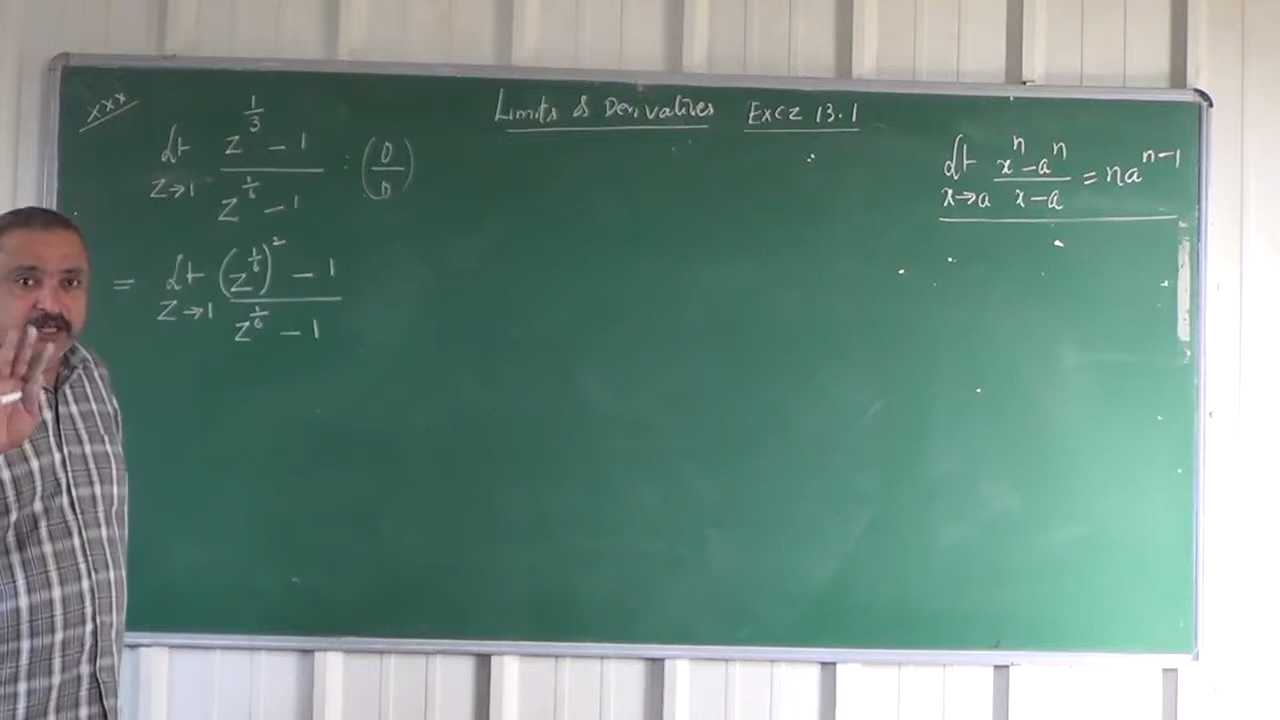 xxx
Limits & Derivatives Excz 13.1
Lt z→1 (z^(1/3) - 1)/(z^(1/6) - 1) : (0/0)
Lt x→a (x^n - a^n)/(x - a) = na^(n-1)
= Lt z→1 ((z^(1/6))^2 - 1)/(z^(1/6) - 1)